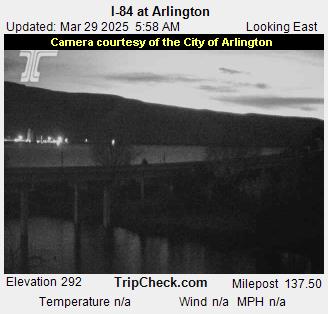 I-84 at Arlington
Updated: Mar 29 2025 5:58 AM Looking East
Camera courtesy of the City of Arlington
Elevation 292 TripCheck.com Milepost 137.50
Temperature n/a Wind n/a MPH n/a